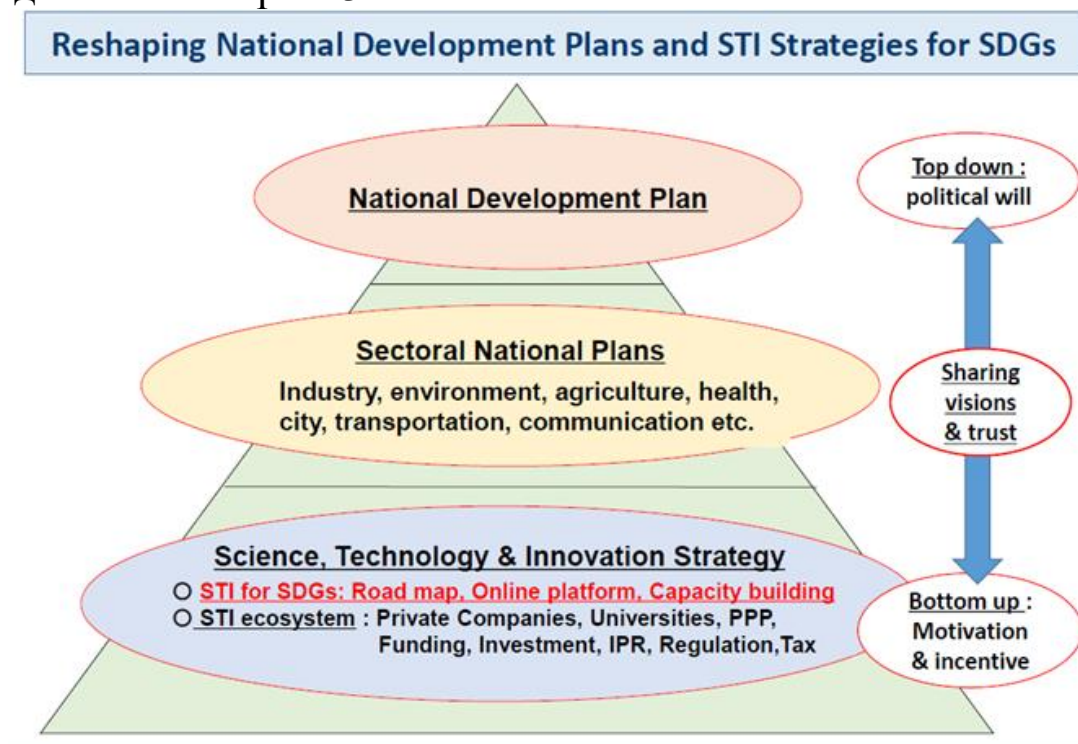 Reshaping National Development Plans and STI Strategies for SDGs
National Development Plan
Sectoral National Plans
Industry, environment, agriculture, health,
city, transportation, communication etc.
Science, Technology & Innovation Strategy
STI for SDGs: Road map, Online platform, Capacity building
STI ecosystem : Private Companies, Universities, PPP,
Funding, Investment, IPR, Regulation,Tax
Top down :
political will
Sharing
visions
& trust
Bottom up :
Motivation
& incentive